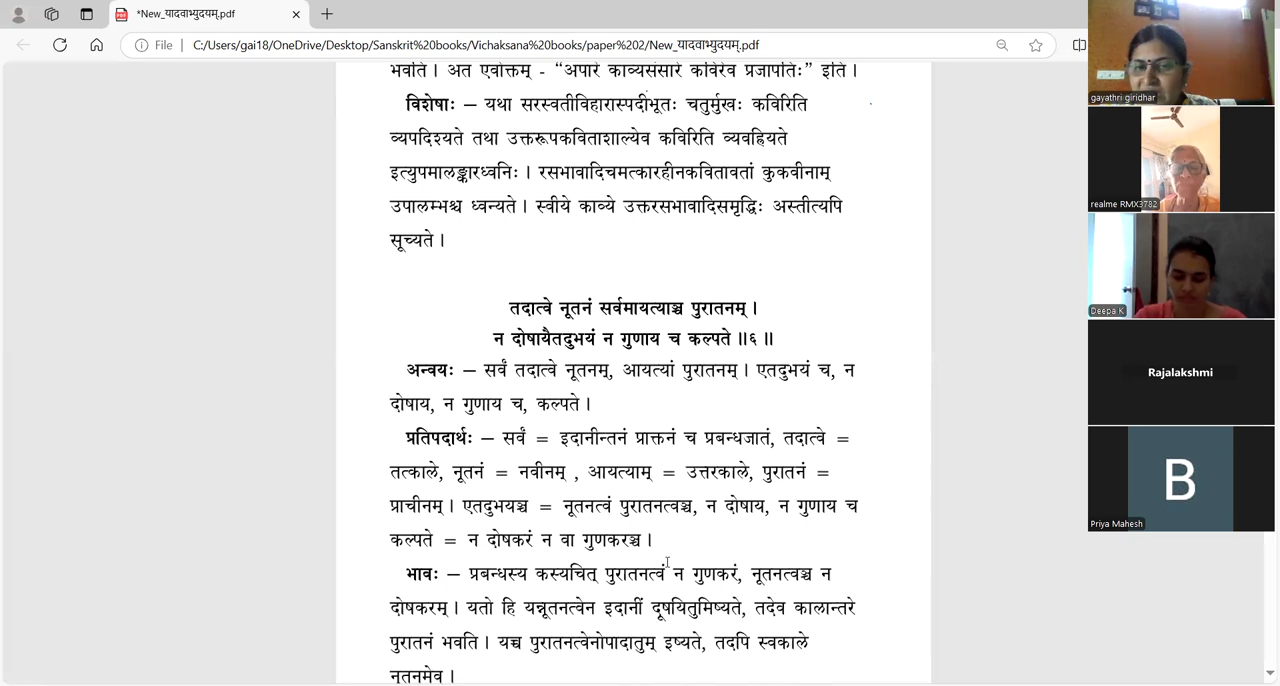 *New_यादवाभ्युदयम्.pdf
File | C:/Users/gai18/OneDrive/Desktop/Sanskrit%20books/Vichaksana%20books/paper%202/New_यादवाभ्युदयम्.pdf
भवति । अत एवोक्तम् - “अपारे काव्यसंसारे कविरेव प्रजापतिः” इति ।
विशेषाः – यथा सरस्वतीविहारास्पदीभूतः चतुर्मुखः कविरिति
व्यपदिश्यते तथा उक्तरूपकविताशाल्येव कविरिति व्यवह्रियते
इत्युपमालङ्कारध्वनिः । रसभावादिचमत्कारहीनकवितावतां कुकवीनाम्
उपालम्भश्च ध्वन्यते । स्वीये काव्ये उक्तरसभावादिसमृद्धिः अस्तीत्यपि
सूच्यते ।
तदात्वे नूतनं सर्वमायत्याञ्च पुरातनम् ।
न दोषायैतदुभयं न गुणाय च कल्पते ॥६॥
अन्वयः – सर्वं तदात्वे नूतनम्, आयत्यां पुरातनम् । एतदुभयं च, न
दोषाय, न गुणाय च, कल्पते ।
प्रतिपदार्थः – सर्वं = इदानीन्तनं प्राक्तनं च प्रबन्धजातं, तदात्वे =
तत्काले, नूतनं = नवीनम् , आयत्याम् = उत्तरकाले, पुरातनं =
प्राचीनम् । एतदुभयञ्च = नूतनत्वं पुरातनत्वञ्च, न दोषाय, न गुणाय च
कल्पते = न दोषकरं न वा गुणकरञ्च ।
भावः – प्रबन्धस्य कस्यचित् पुरातनत्वं न गुणकरं, नूतनत्वञ्च न
दोषकरम् । यतो हि यन्नूतनत्वेन इदानीं दूषयितुमिष्यते, तदेव कालान्तरे
पुरातनं भवति । यच्च पुरातनत्वेनोपादातुम् इष्यते, तदपि स्वकाले
नूतनमेव ।
gayathri giridhar
realme RMX3782
Deepa K
Rajalakshmi
B
Priya Mahesh